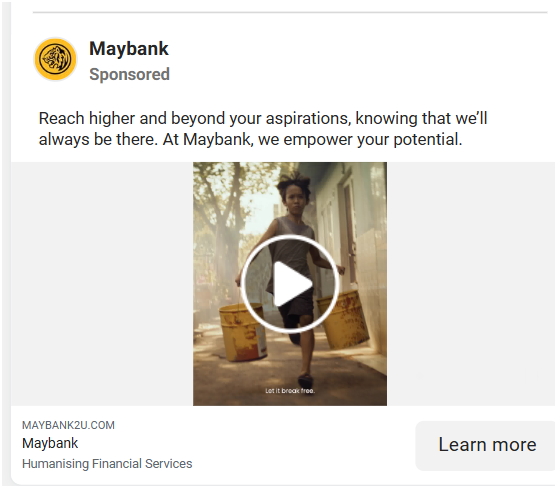 Maybank
Sponsored
Reach higher and beyond your aspirations, knowing that we’ll
always be there. At Maybank, we empower your potential.
Let it break free.
MAYBANK2U.COM
Maybank
Humanising Financial Services
Learn more